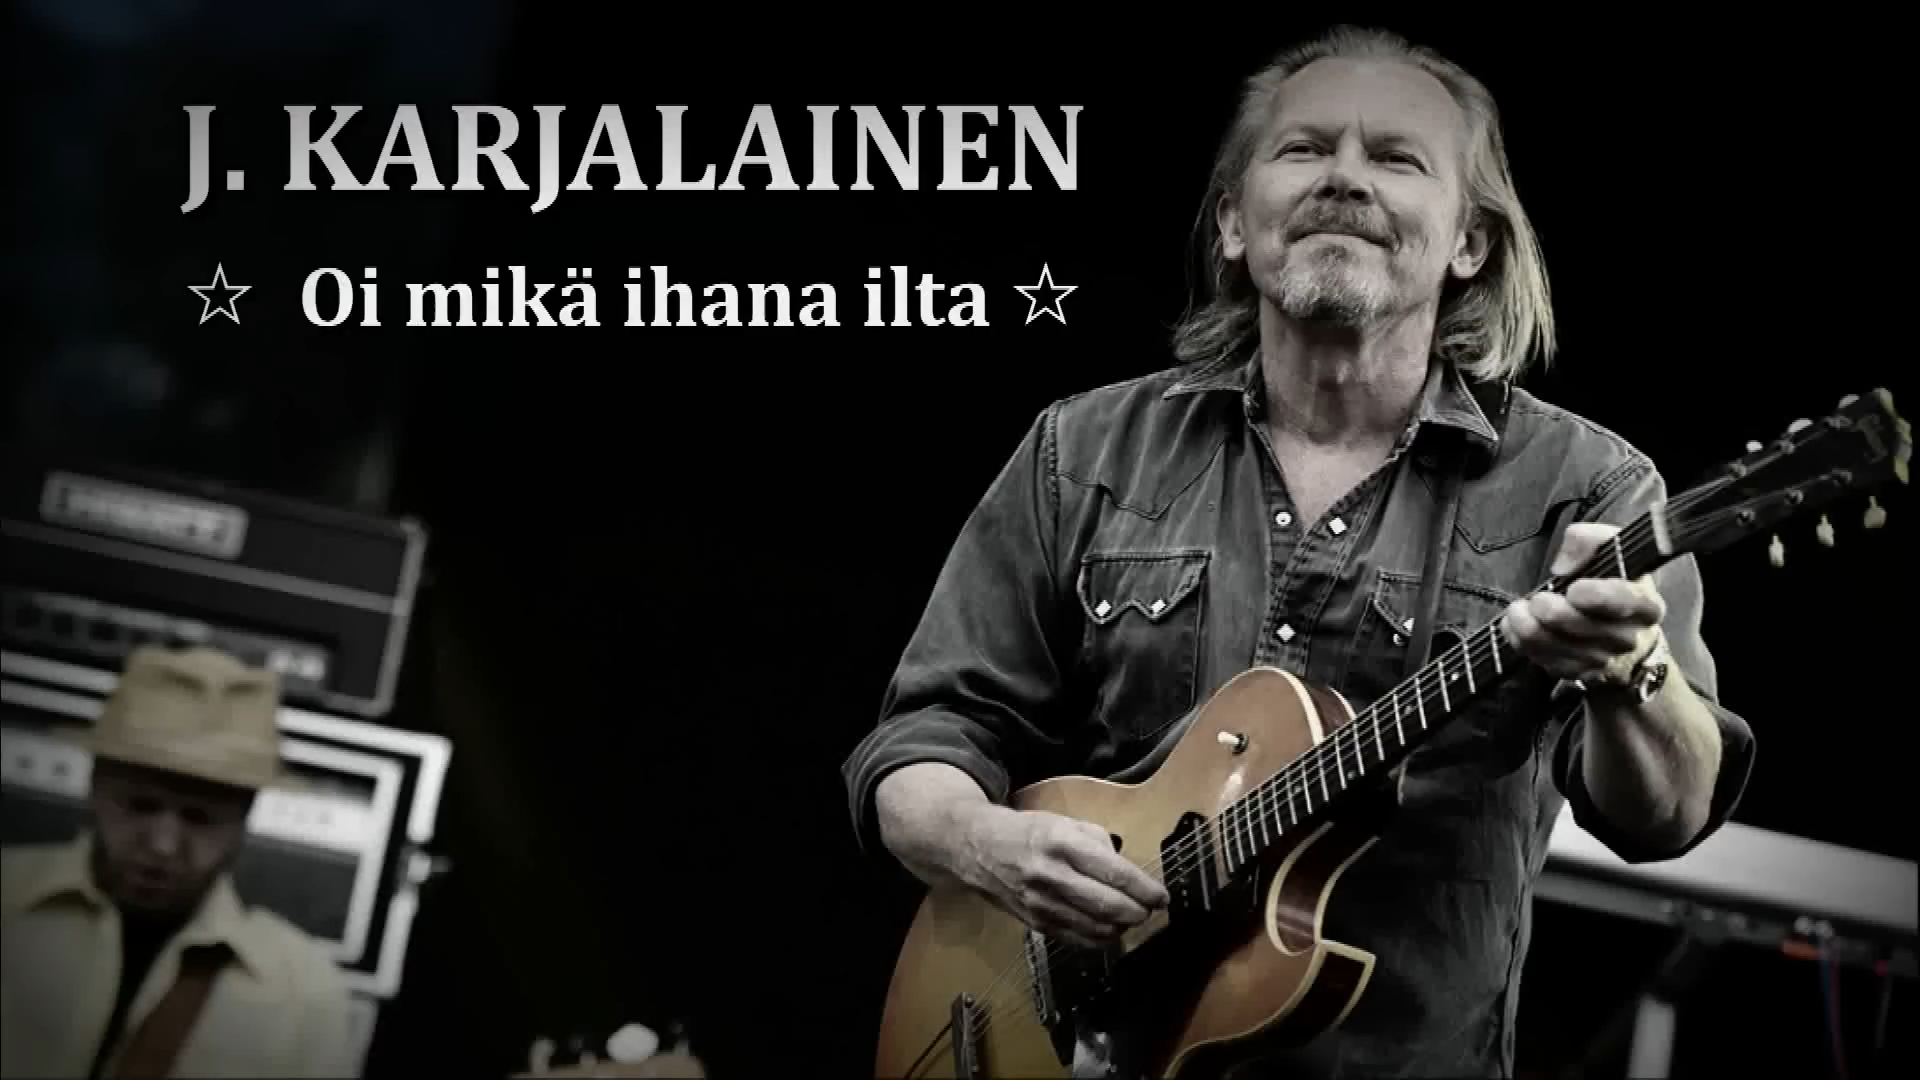 J. KARJALAINEN
☆ Oi mikä ihana ilta ☆